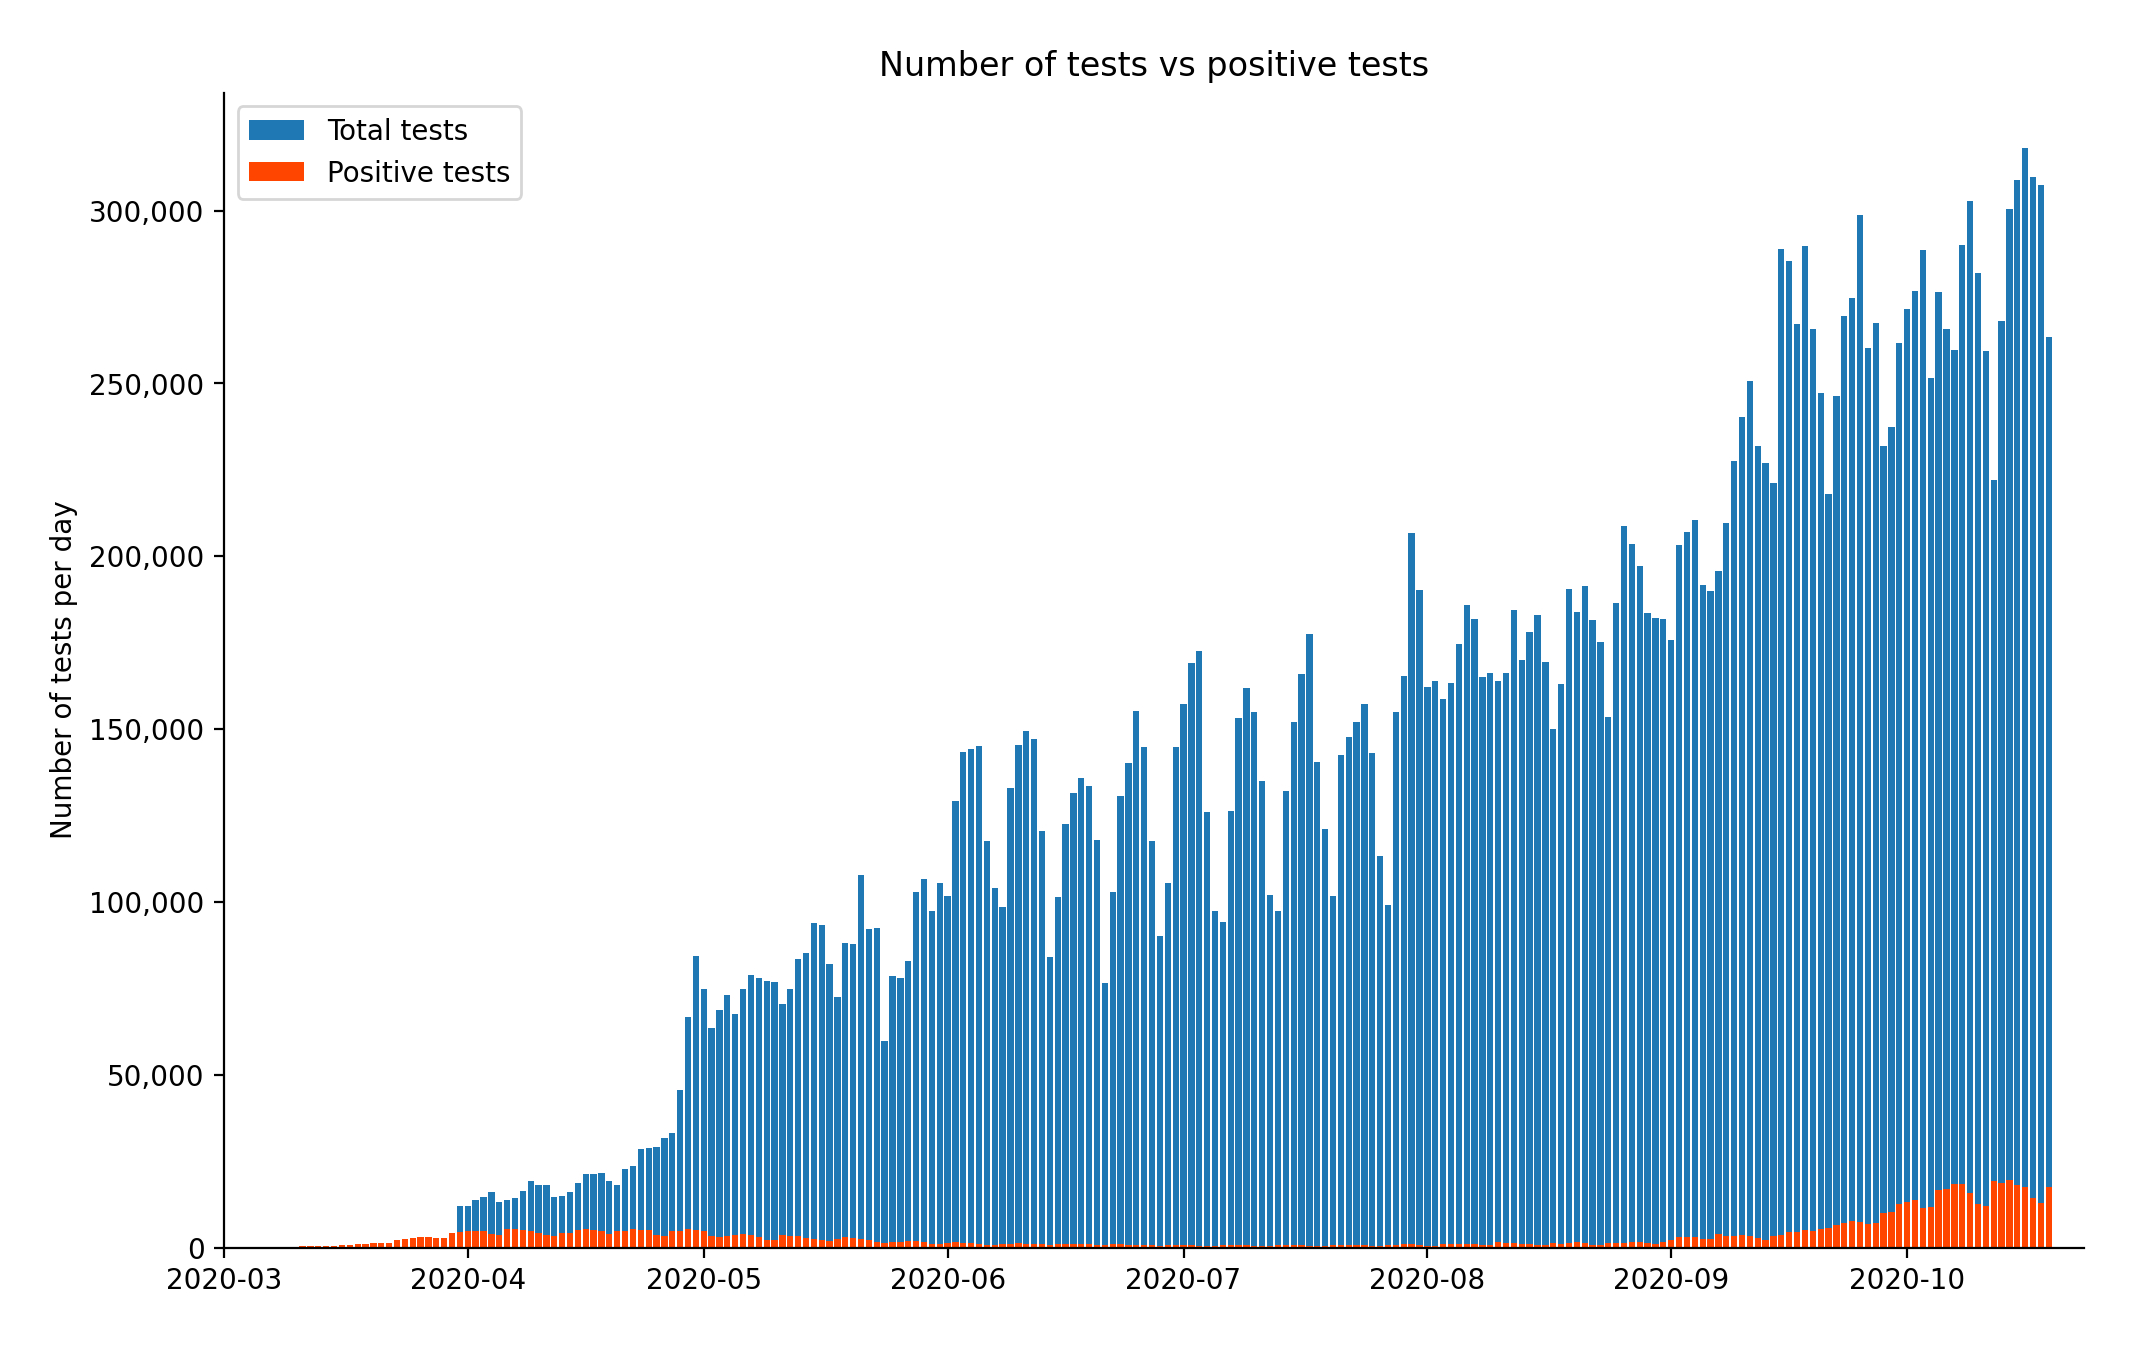 Number of tests vs positive tests
Total tests
Positive tests
Number of tests per day
300,000
250,000
200,000
150,000
100,000
50,000
0
2020-03 2020-04 2020-05 2020-06 2020-07 2020-08 2020-09 2020-10